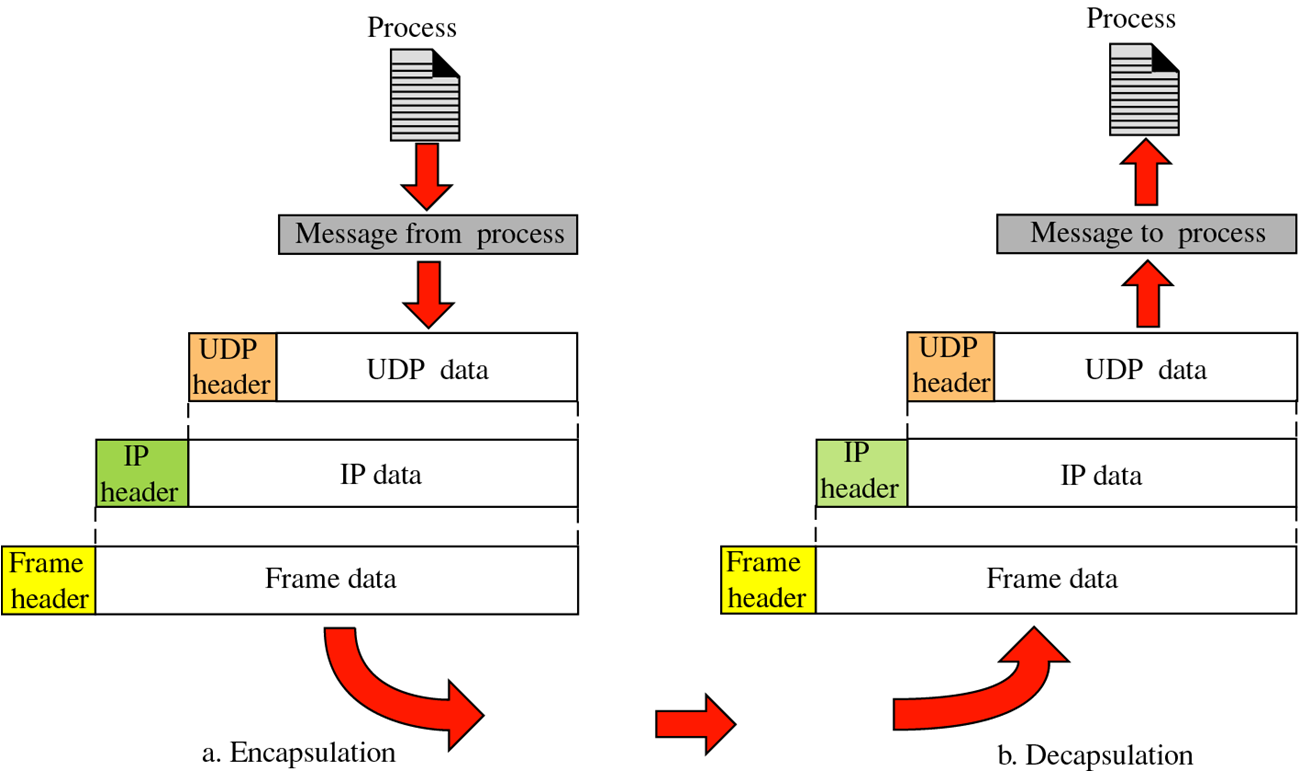 Process
Message from process
UDP
header
UDP data
IP
header
IP data
Frame
header
Frame data
a. Encapsulation
Process
Message to process
UDP
header
UDP data
IP
header
IP data
Frame
header
Frame data
b. Decapsulation